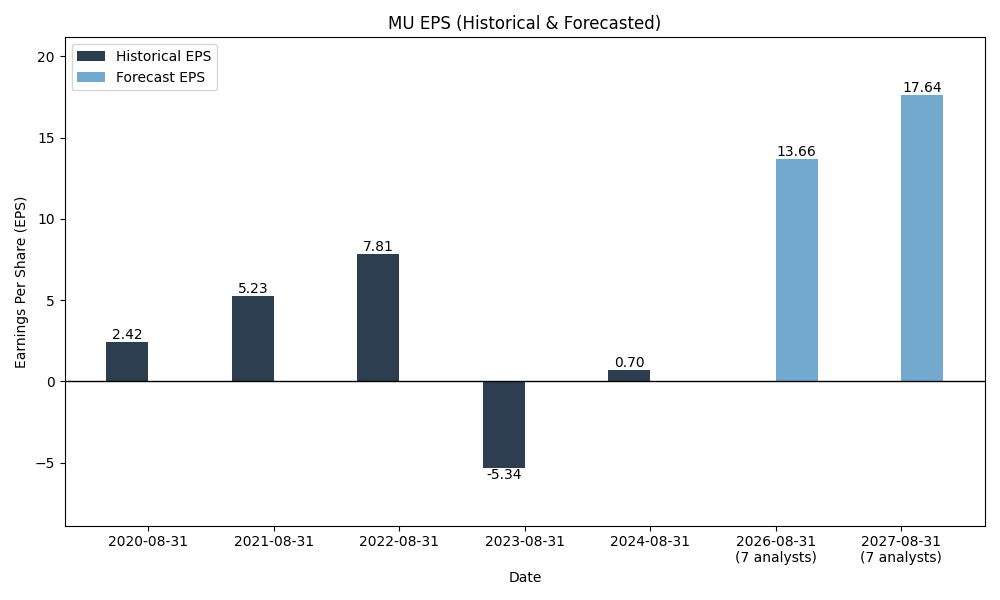 MU EPS (Historical & Forecasted)
Historical EPS
Forecast EPS
Earnings Per Share (EPS)
20
15
10
5
0
−5
2.42
5.23
7.81
-5.34
0.70
13.66
17.64
2020-08-31
2021-08-31
2022-08-31
2023-08-31
2024-08-31
2026-08-31
(7 analysts)
2027-08-31
(7 analysts)
Date